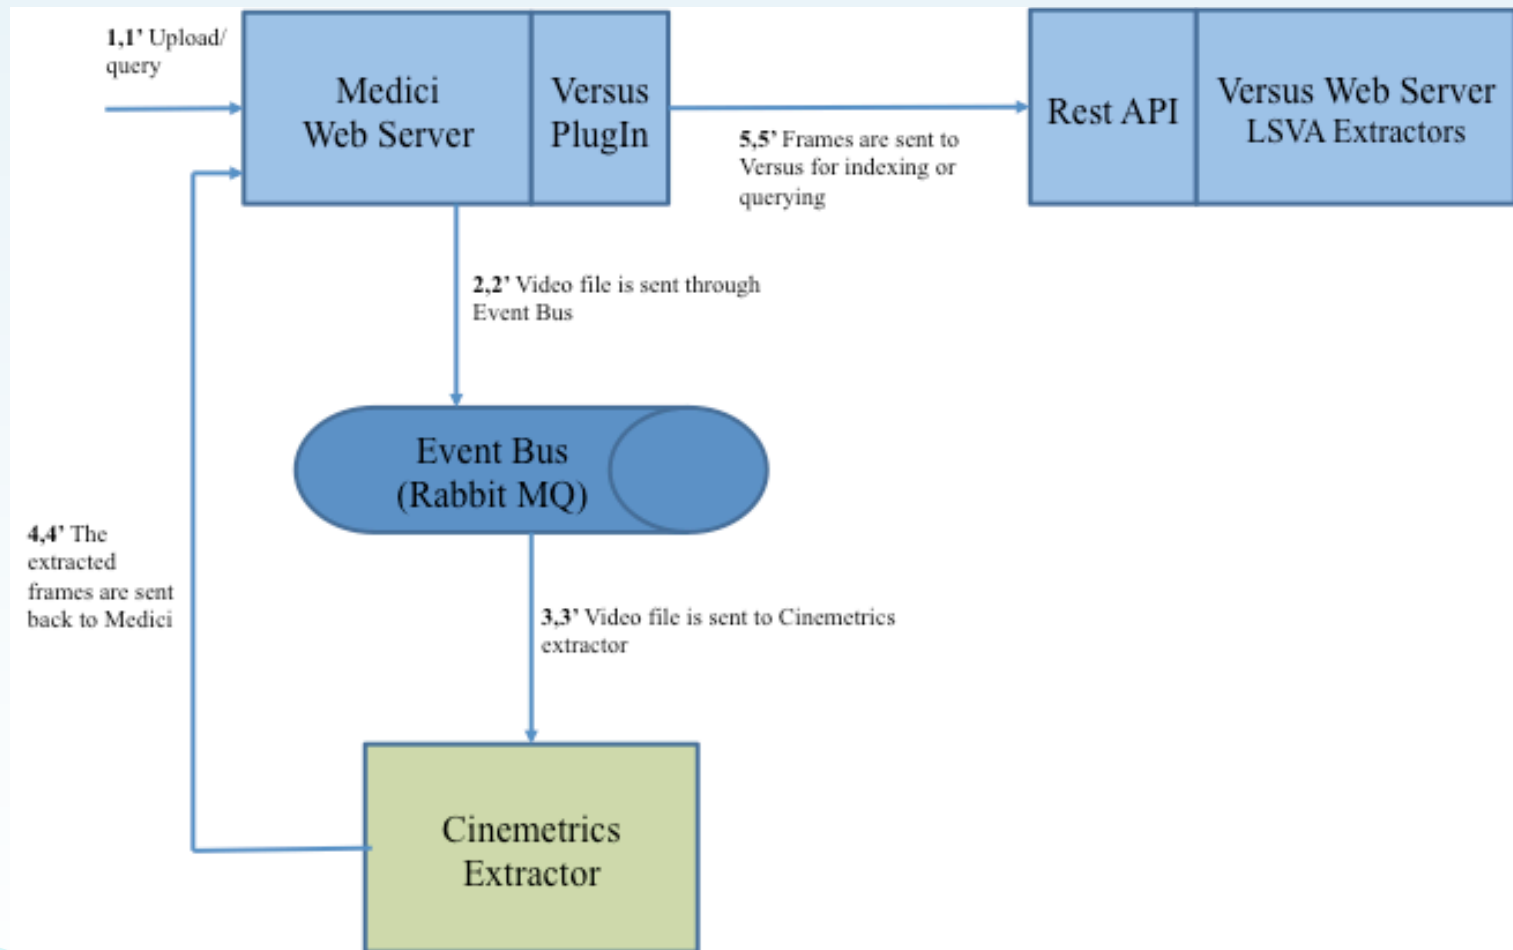 1,1’ Upload/
query
Medici
Web Server
Versus
PlugIn
5,5’ Frames are sent to
Versus for indexing or
querying
Rest API
Versus Web Server
LSVA Extractors
2,2’ Video file is sent through
Event Bus
Event Bus
(Rabbit MQ)
4,4’ The
extracted
frames are sent
back to Medici
3,3’ Video file is sent to Cinemetrics
extractor
Cinemetrics
Extractor